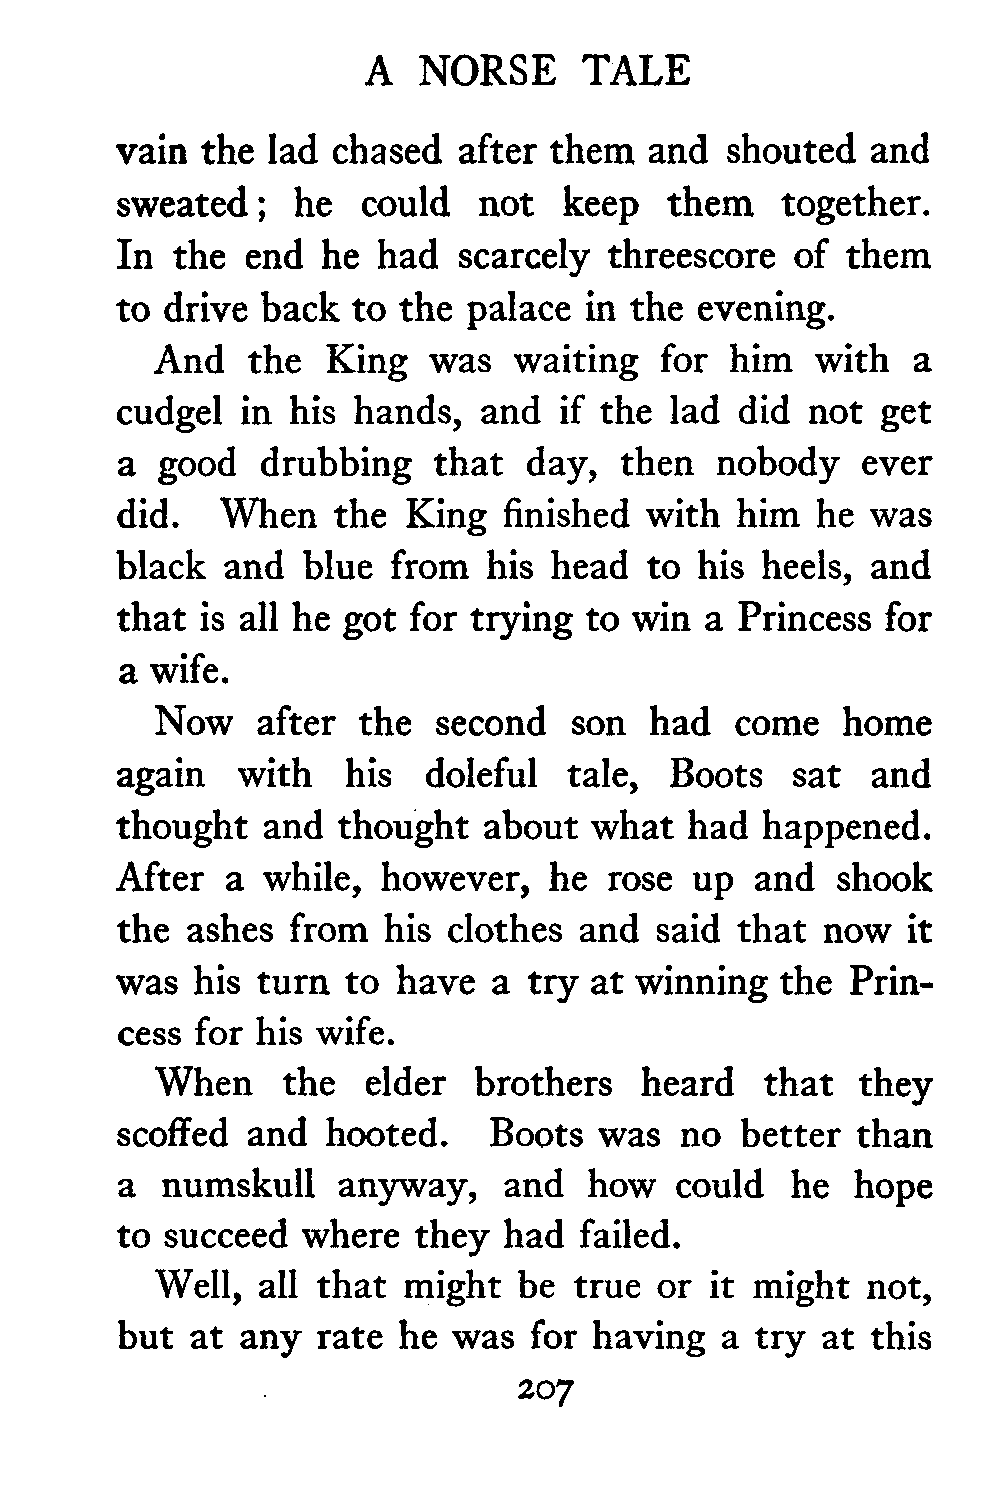 A NORSE TALE
vain the lad chased after them and shouted and
sweated; he could not keep them together.
In the end he had scarcely threescore of them
to drive back to the palace in the evening.
And the King was waiting for him with a
cudgel in his hands, and if the lad did not get
a good drubbing that day, then nobody ever
did. When the King finished with him he was
black and blue from his head to his heels, and
that is all he got for trying to win a Princess for
a wife.
Now after the second son had come home
again with his doleful tale, Boots sat and
thought and thought about what had happened.
After a while, however, he rose up and shook
the ashes from his clothes and said that now it
was his turn to have a try at winning the Prin-
cess for his wife.
When the elder brothers heard that they
scoffed and hooted. Boots was no better than
a numskull anyway, and how could he hope
to succeed where they had failed.
Well, all that might be true or it might not,
but at any rate he was for having a try at this
207